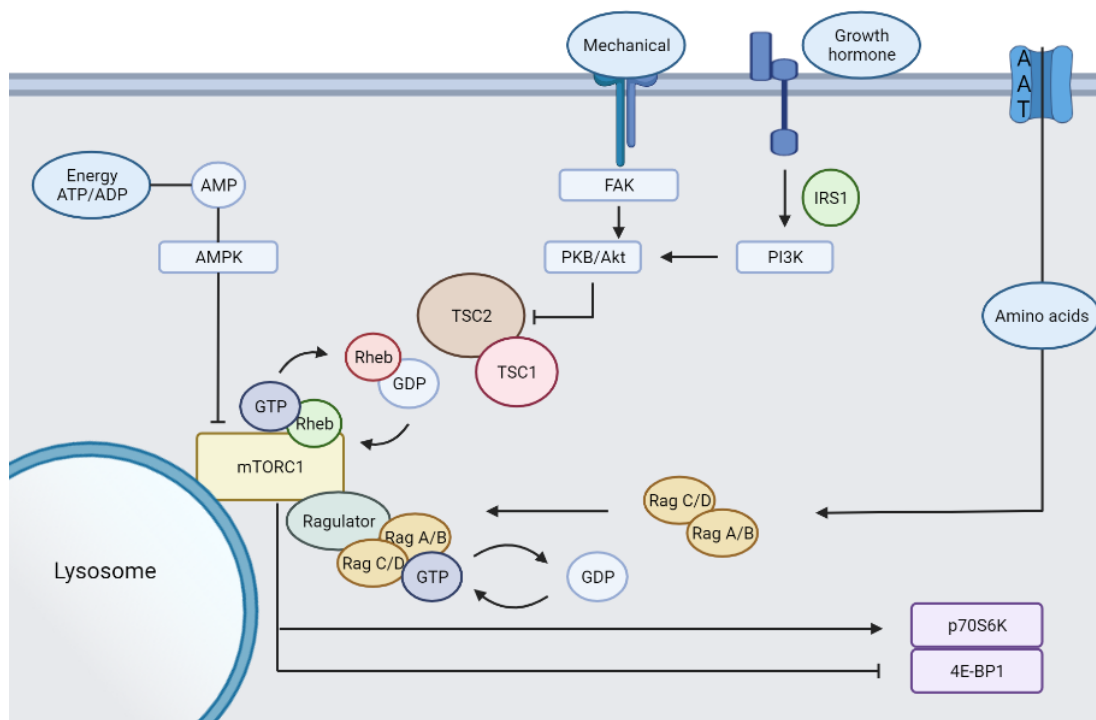 Mechanical
Growth
hormone
A
A
T
Energy
ATP/ADP
AMP
FAK
IRS1
AMPK
PKB/Akt
PI3K
TSC2
Amino acids
Rheb
TSC1
GDP
GTP
Rheb
mTORC1
Rag C/D
Ragulator
Rag A/B
Rag A/B
Rag C/D
Lysosome
GTP
GDP
p70S6K
4E-BP1